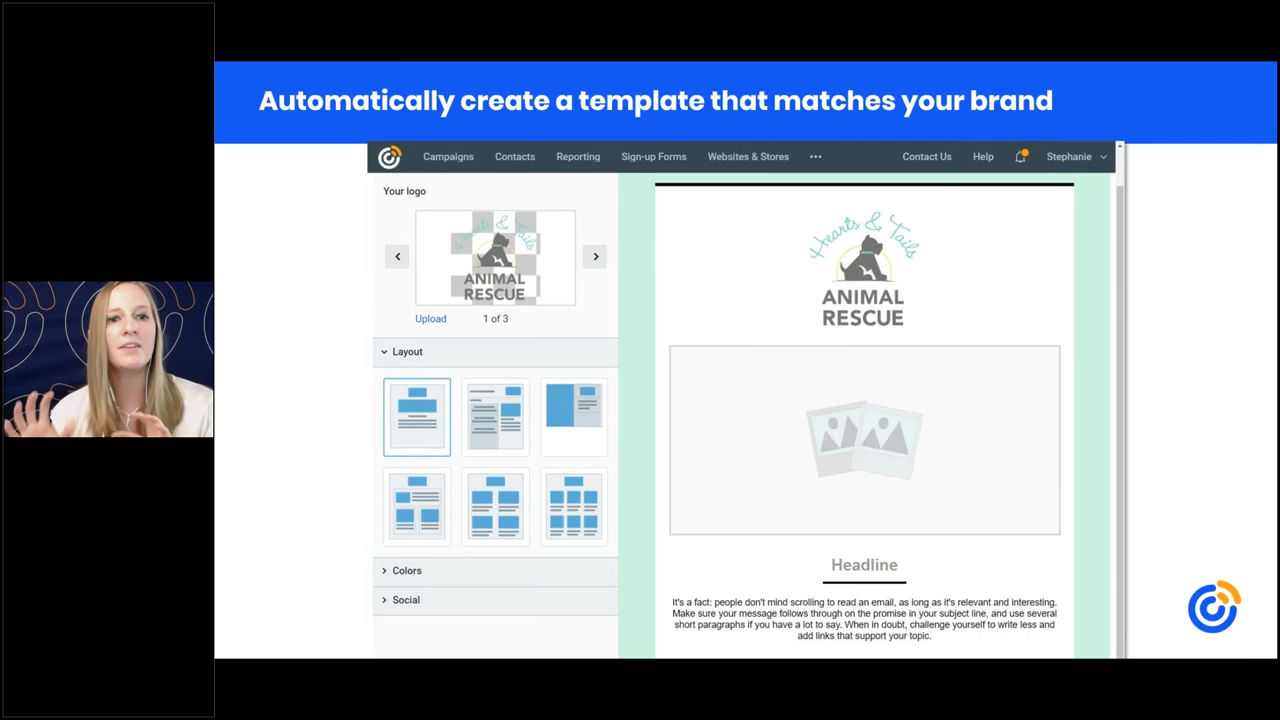 Automatically create a template that matches your brand
Campaigns Contacts Reporting Sign-up Forms Websites & Stores ••• Contact Us Help Stephanie
Your logo
Hearts & Tails
ANIMAL
RESCUE
Upload 1 of 3
Layout
Colors
Social
Hearts & Tails
ANIMAL
RESCUE
Headline
It's a fact: people don't mind scrolling to read an email, as long as it's relevant and interesting.
Make sure your message follows through on the promise in your subject line, and use several
short paragraphs if you have a lot to say. When in doubt, challenge yourself to write less and
add links that support your topic.